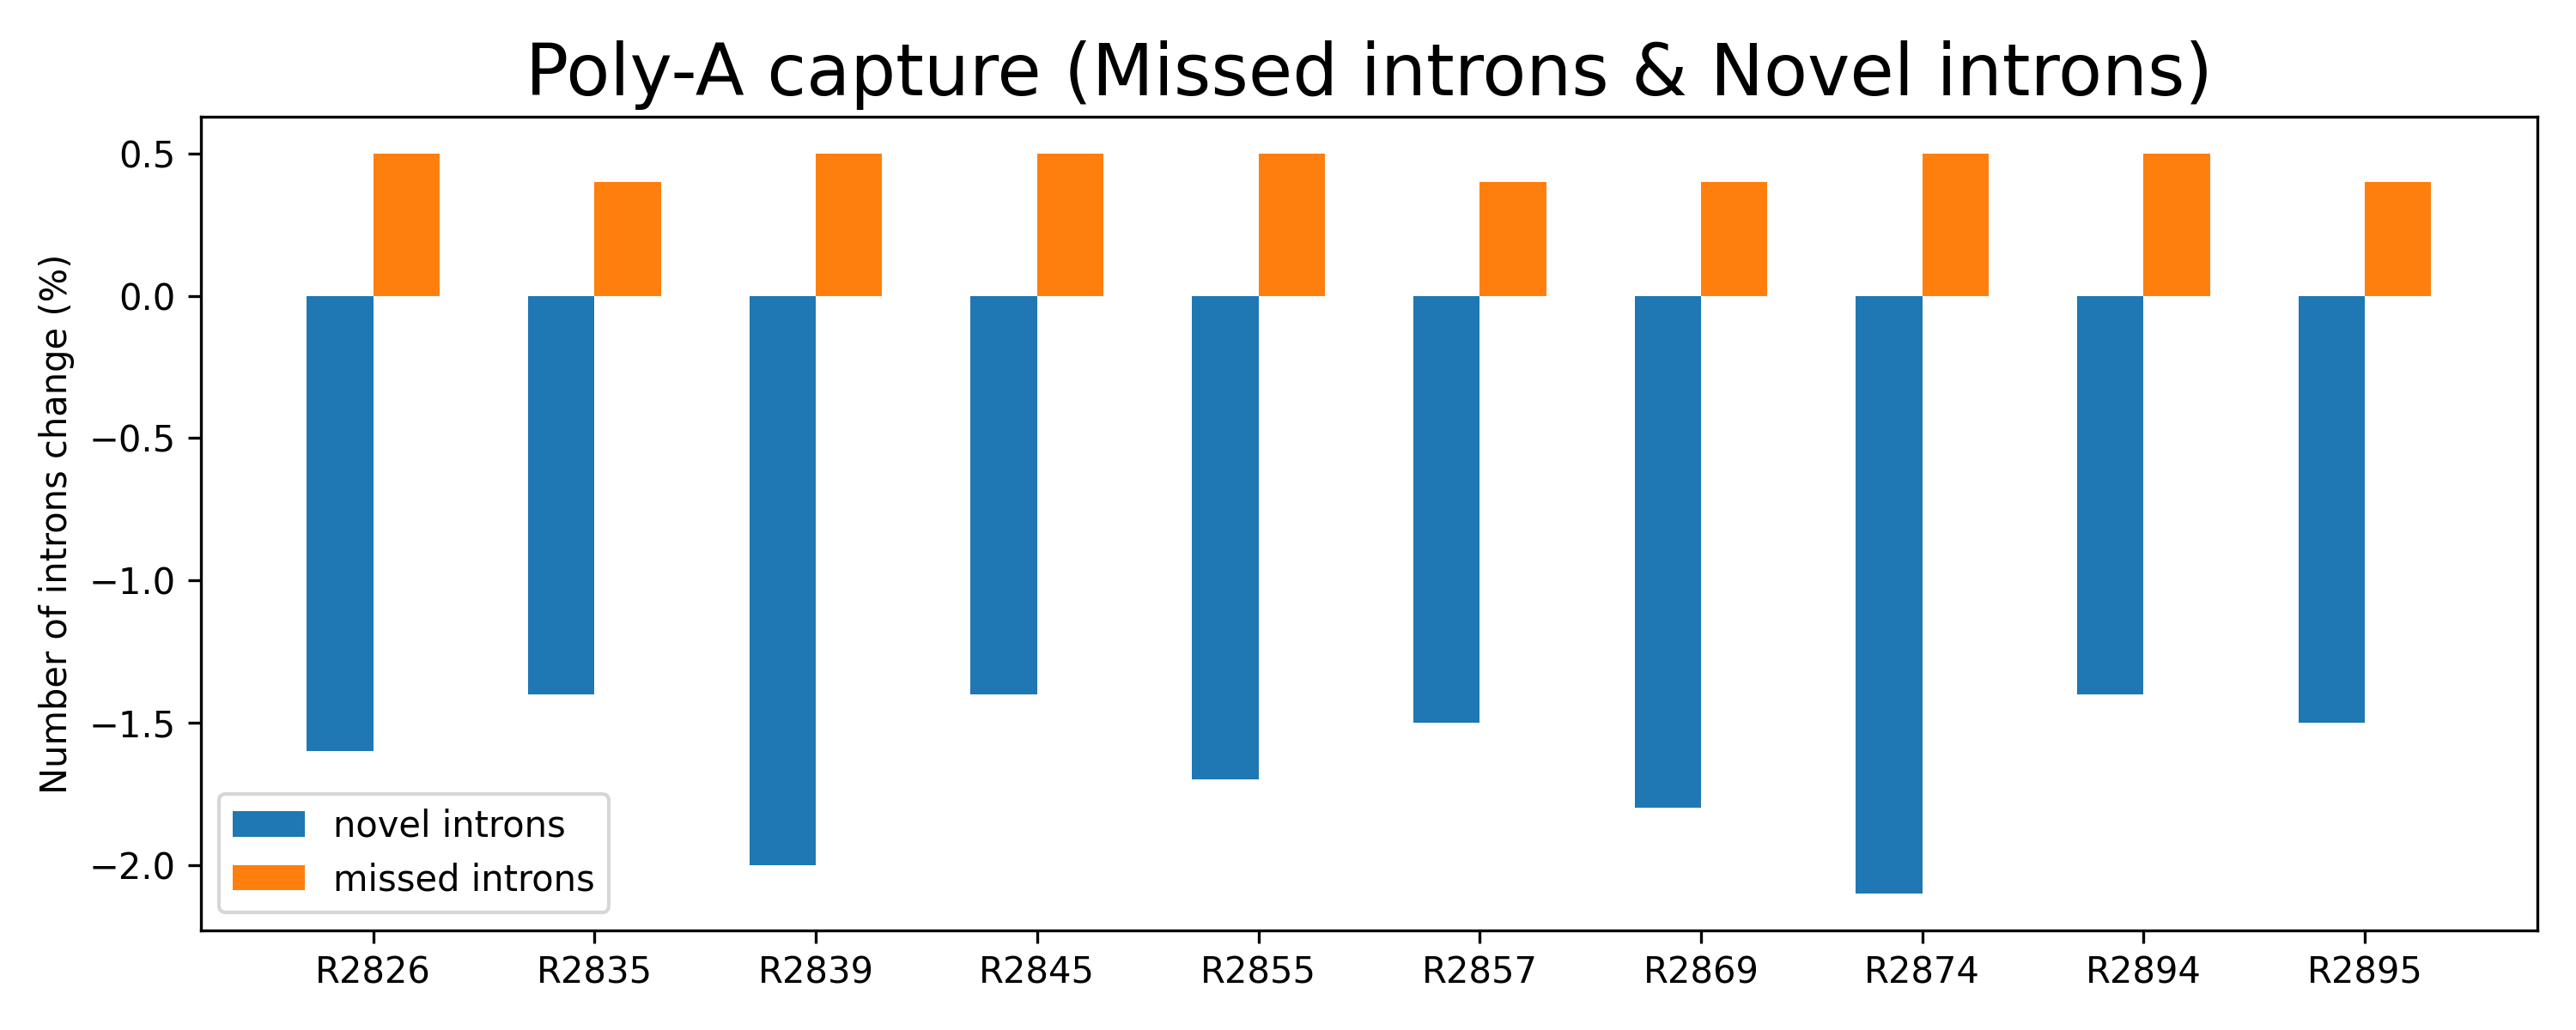 Poly-A capture (Missed introns & Novel introns)
Number of introns change (%)
0.5
0.0
−0.5
−1.0
−1.5
−2.0
novel introns
missed introns
R2826 R2835 R2839 R2845 R2855 R2857 R2869 R2874 R2894 R2895